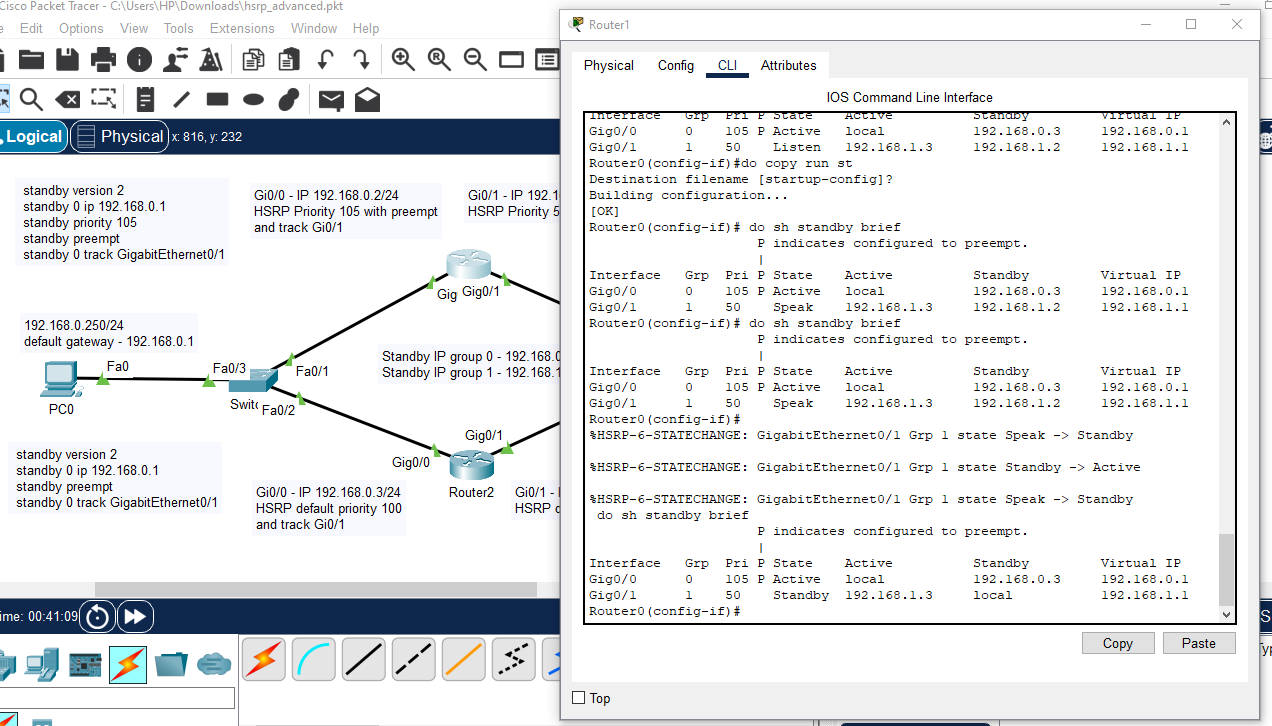 Cisco Packet Tracer - C:\Users\HP\Downloads\hsrp_advanced.pkt
Edit Options View Tools Extensions Window Help
Logical Physical x: 816, y: 232
standby version 2
standby 0 ip 192.168.0.1
standby priority 105
standby preempt
standby 0 track GigabitEthernet0/1
Gi0/0 - IP 192.168.0.2/24
HSRP Priority 105 with preempt
and track Gi0/1
Gi0/1 - IP 192.1
HSRP Priority 5
Gig Gig0/1
192.168.0.250/24
default gateway - 192.168.0.1
Fa0
Fa0/3
Fa0/1
Fa0/2
PC0
Standby IP group 0 - 192.168.0
Standby IP group 1 - 192.168.1
Gig0/1
Gig0/0
Router2
standby version 2
standby 0 ip 192.168.0.1
standby preempt
standby 0 track GigabitEthernet0/1
Gi0/0 - IP 192.168.0.3/24
HSRP default priority 100
and track Gi0/1
Gi0/1 -
HSRP
ime: 00:41:09
Router1
Physical Config CLI Attributes
IOS Command Line Interface
Interface Grp Pri P State Active Standby Virtual IP
Gig0/0 0 105 P Active local 192.168.0.3 192.168.0.1
Gig0/1 1 50 Listen 192.168.1.3 192.168.1.2 192.168.1.1
Router0(config-if)#do copy run st
Destination filename [startup-config]?
Building configuration...
[OK]
Router0(config-if)# do sh standby brief
P indicates configured to preempt.
|
Interface Grp Pri P State Active Standby Virtual IP
Gig0/0 0 105 P Active local 192.168.0.3 192.168.0.1
Gig0/1 1 50 Speak 192.168.1.3 192.168.1.2 192.168.1.1
Router0(config-if)# do sh standby brief
P indicates configured to preempt.
|
Interface Grp Pri P State Active Standby Virtual IP
Gig0/0 0 105 P Active local 192.168.0.3 192.168.0.1
Gig0/1 1 50 Speak 192.168.1.3 192.168.1.2 192.168.1.1
Router0(config-if)#
%HSRP-6-STATECHANGE: GigabitEthernet0/1 Grp 1 state Speak -> Standby
%HSRP-6-STATECHANGE: GigabitEthernet0/1 Grp 1 state Standby -> Active
%HSRP-6-STATECHANGE: GigabitEthernet0/1 Grp 1 state Speak -> Standby
do sh standby brief
P indicates configured to preempt.
|
Interface Grp Pri P State Active Standby Virtual IP
Gig0/0 0 105 P Active local 192.168.0.3 192.168.0.1
Gig0/1 1 50 Standby 192.168.1.3 local 192.168.1.1
Router0(config-if)#
Copy Paste
Top